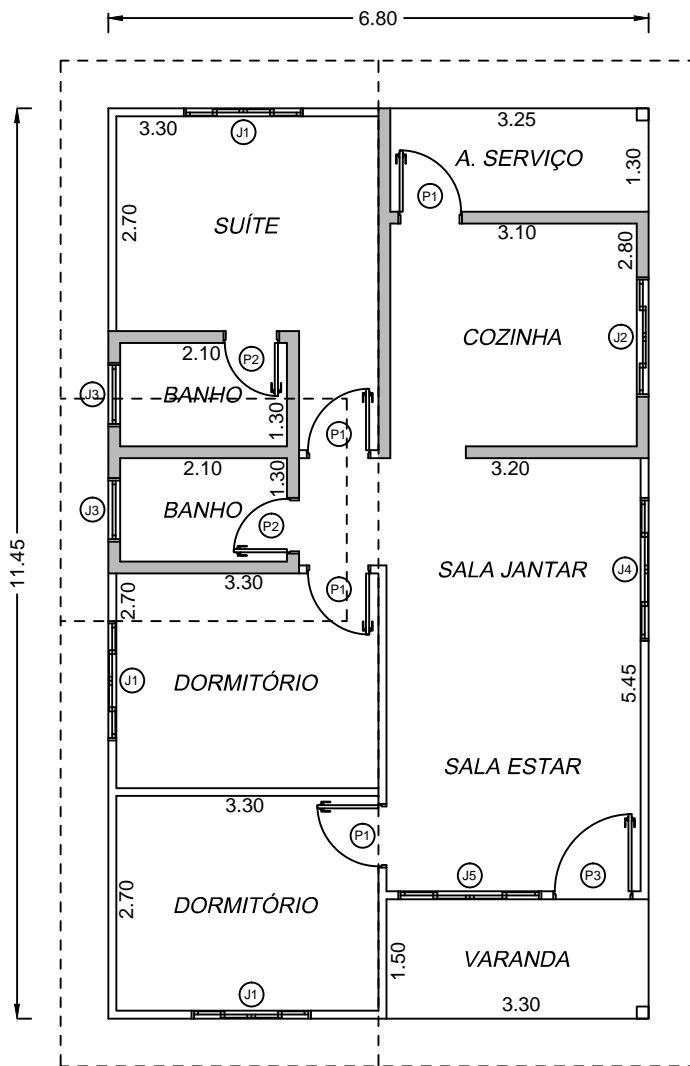 6.80
3.30
J1
3.25
A. SERVIÇO
1.30
P1
2.70
SUÍTE
3.10
2.80
COZINHA
J2
2.10
P2
J3
BANHO
1.30
P1
3.20
2.10
1.30
J3
BANHO
P2
11.45
SALA JANTAR
J4
3.30
P1
2.70
J1
DORMITÓRIO
5.45
SALA ESTAR
3.30
P1
2.70
DORMITÓRIO
J5
P3
1.50
VARANDA
J1
3.30